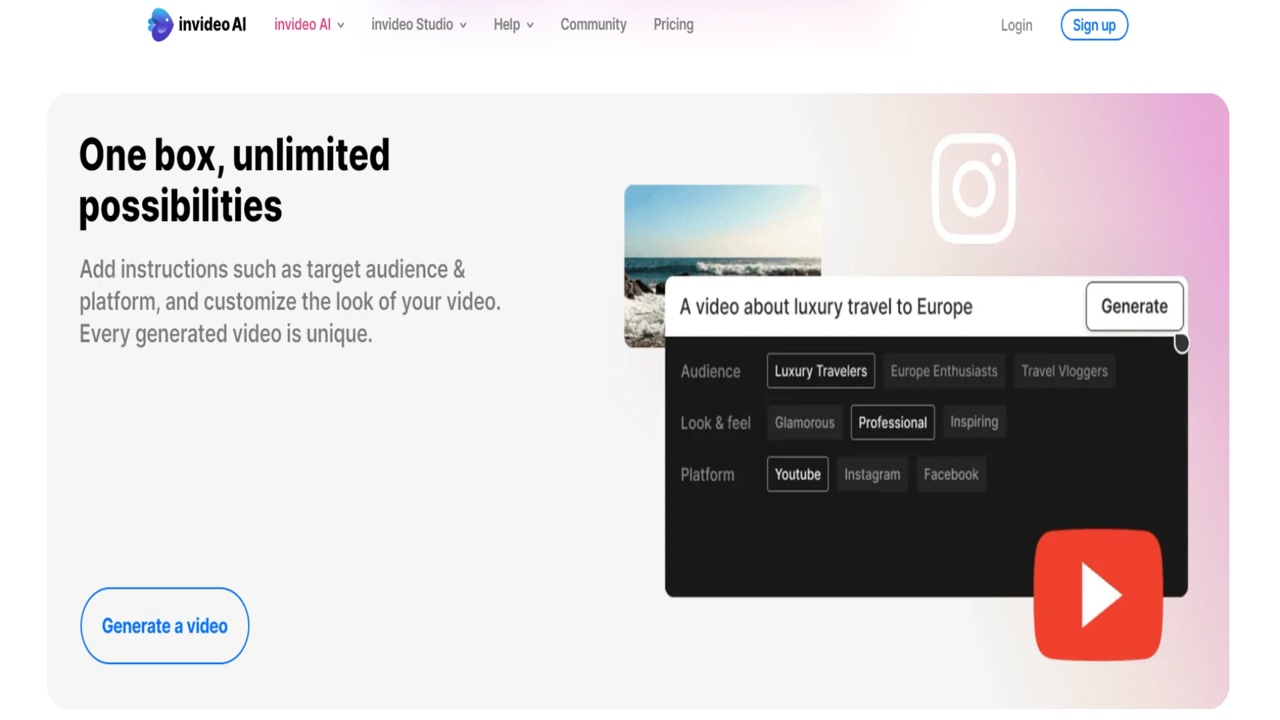 invideo AI
invideo AI
invideo Studio
Help
Community
Pricing
Login
Sign up
One box, unlimited
possibilities
Add instructions such as target audience &
platform, and customize the look of your video.
Every generated video is unique.
Generate a video
A video about luxury travel to Europe
Generate
Audience Luxury Travelers Europe Enthusiasts Travel Vloggers
Look & feel Glamorous Professional Inspiring
Platform Youtube Instagram Facebook